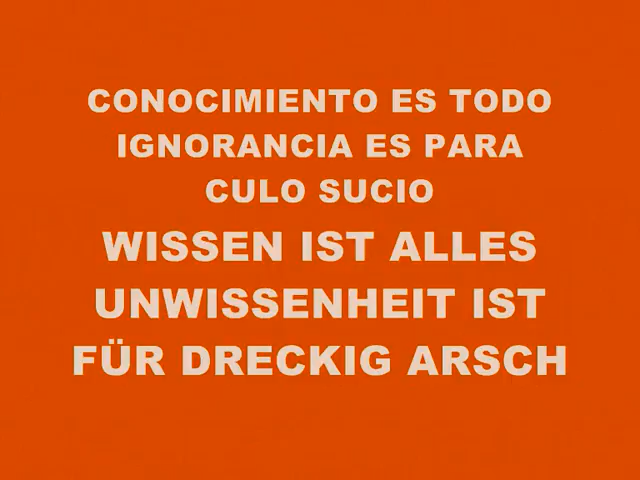 CONOCIMIENTO ES TODO
IGNORANCIA ES PARA
CULO SUCIO
WISSEN IST ALLES
UNWISSENHEIT IST
FÜR DRECKIG ARSCH